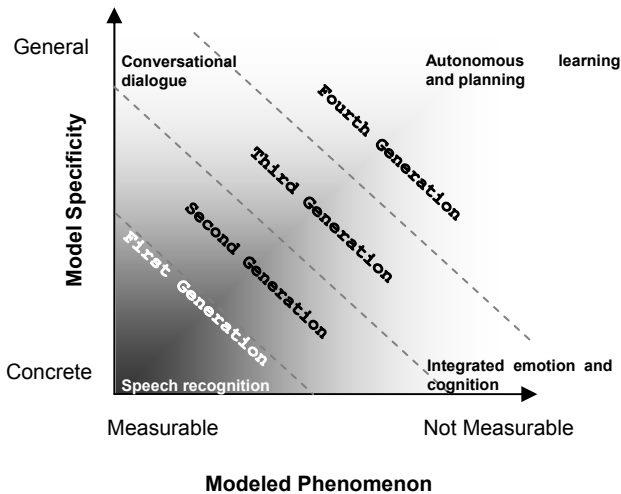 General
Conversational
dialogue
Autonomous learning
and planning
Fourth Generation
Third Generation
Second Generation
First Generation
Model Specificity
Concrete
Speech recognition
Integrated emotion and
cognition
Measurable
Not Measurable
Modeled Phenomenon